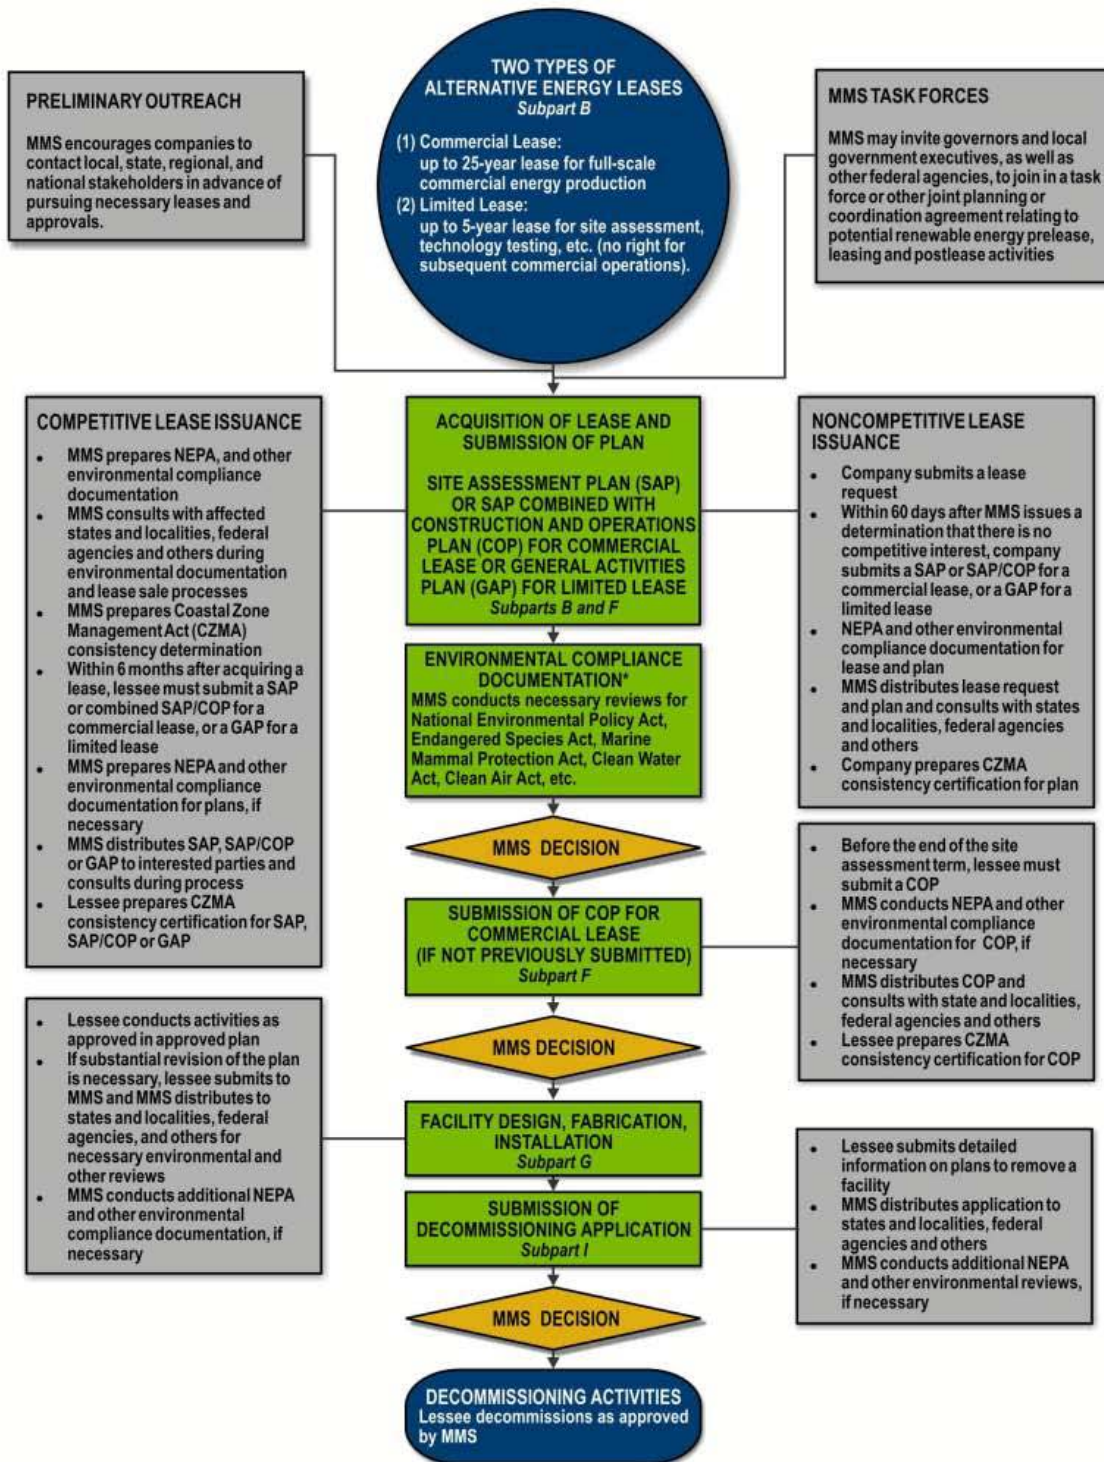 TWO TYPES OF
ALTERNATIVE ENERGY LEASES
Subpart B
(1) Commercial Lease:
up to 25-year lease for full-scale
commercial energy production
(2) Limited Lease:
up to 5-year lease for site assessment,
technology testing, etc. (no right for
subsequent commercial operations).
PRELIMINARY OUTREACH
MMS encourages companies to
contact local, state, regional, and
national stakeholders in advance of
pursuing necessary leases and
approvals.
MMS TASK FORCES
MMS may invite governors and local
government executives, as well as
other federal agencies, to join in a task
force or other joint planning or
coordination agreement relating to
potential renewable energy prelease,
leasing and postlease activities
COMPETITIVE LEASE ISSUANCE
• MMS prepares NEPA, and other
environmental compliance
documentation
• MMS consults with affected
states and localities, federal
agencies and others during
environmental documentation
and lease sale processes
• MMS prepares Coastal Zone
Management Act (CZMA)
consistency determination
• Within 6 months after acquiring a
lease, lessee must submit a SAP
or combined SAP/COP for a
commercial lease, or a GAP for a
limited lease
• MMS prepares NEPA and other
environmental compliance
documentation for plans, if
necessary
• MMS distributes SAP, SAP/COP
or GAP to interested parties and
consults during process
• Lessee prepares CZMA
consistency certification for SAP,
SAP/COP or GAP
ACQUISITION OF LEASE AND
SUBMISSION OF PLAN
SITE ASSESSMENT PLAN (SAP)
OR SAP COMBINED WITH
CONSTRUCTION AND OPERATIONS
PLAN (COP) FOR COMMERCIAL
LEASE OR GENERAL ACTIVITIES
PLAN (GAP) FOR LIMITED LEASE
Subparts B and F
NONCOMPETITIVE LEASE
ISSUANCE
• Company submits a lease
request
• Within 60 days after MMS issues a
determination that there is no
competitive interest, company
submits a SAP or SAP/COP for a
commercial lease, or a GAP for a
limited lease
• NEPA and other environmental
compliance documentation for
lease and plan
• MMS distributes lease request
and plan and consults with states
and localities, federal agencies
and others
• Company prepares CZMA
consistency certification for plan
ENVIRONMENTAL COMPLIANCE
DOCUMENTATION*
MMS conducts necessary reviews for
National Environmental Policy Act,
Endangered Species Act, Marine
Mammal Protection Act, Clean Water
Act, Clean Air Act, etc.
MMS DECISION
SUBMISSION OF COP FOR
COMMERCIAL LEASE
(IF NOT PREVIOUSLY SUBMITTED)
Subpart F
• Before the end of the site
assessment term, lessee must
submit a COP
• MMS conducts NEPA and other
environmental compliance
documentation for COP, if
necessary
• MMS distributes COP and
consults with state and localities,
federal agencies and others
• Lessee prepares CZMA
consistency certification for COP
MMS DECISION
• Lessee conducts activities as
approved in approved plan
• If substantial revision of the plan
is necessary, lessee submits to
MMS and MMS distributes to
states and localities, federal
agencies, and others for
necessary environmental and
other reviews
• MMS conducts additional NEPA
and other environmental
compliance documentation, if
necessary
FACILITY DESIGN, FABRICATION,
INSTALLATION
Subpart G
SUBMISSION OF
DECOMMISSIONING APPLICATION
Subpart I
• Lessee submits detailed
information on plans to remove a
facility
• MMS distributes application to
states and localities, federal
agencies and others
• MMS conducts additional NEPA
and other environmental reviews,
if necessary
MMS DECISION
DECOMMISSIONING ACTIVITIES
Lessee decommissions as approved
by MMS